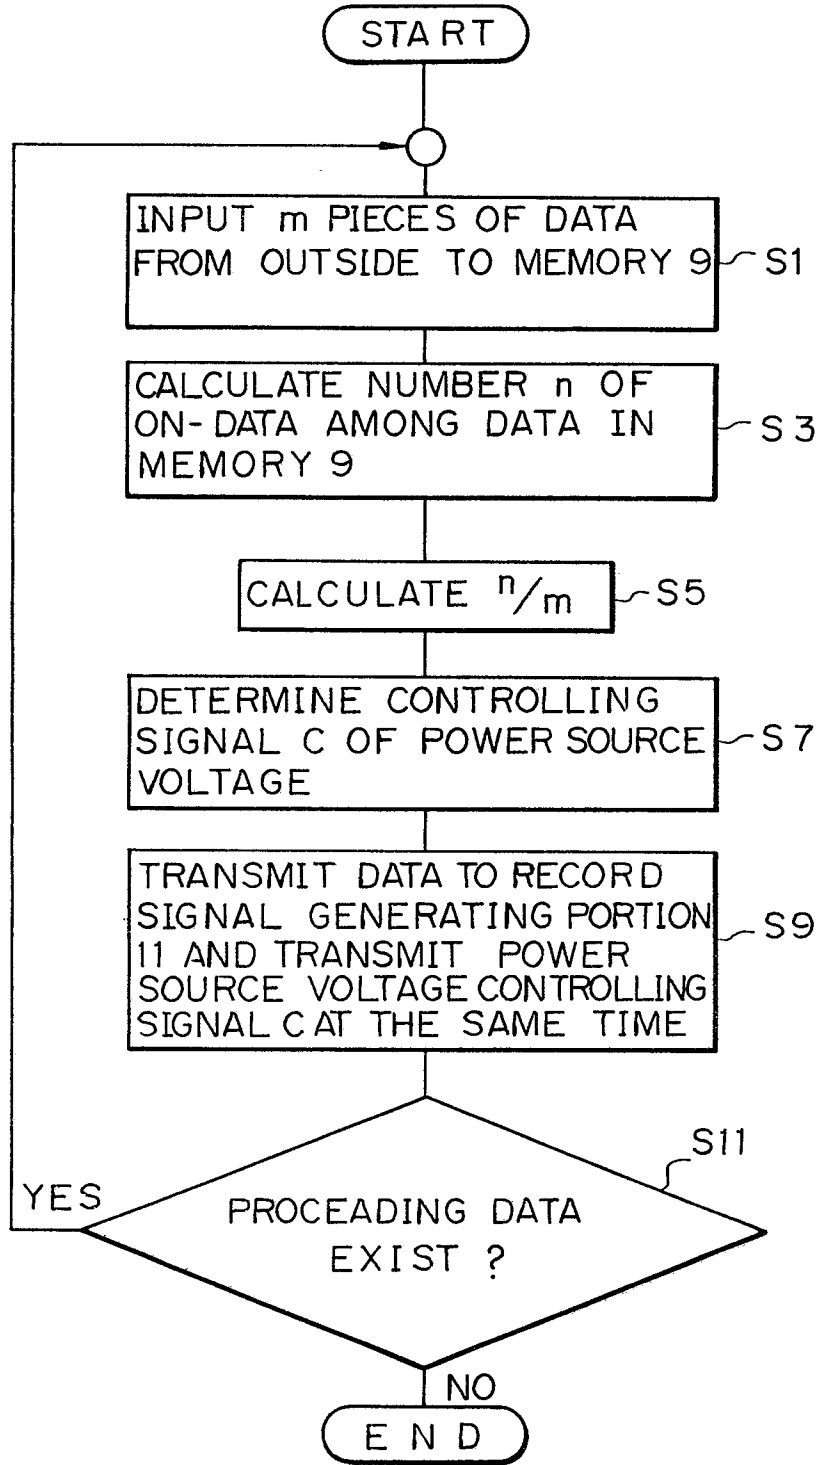 START
INPUT m PIECES OF DATA
FROM OUTSIDE TO MEMORY 9
S1
CALCULATE NUMBER n OF
ON-DATA AMONG DATA IN
MEMORY 9
S3
CALCULATE n/m
S5
DETERMINE CONTROLLING
SIGNAL C OF POWER SOURCE
VOLTAGE
S7
TRANSMIT DATA TO RECORD
SIGNAL GENERATING PORTION
11 AND TRANSMIT POWER
SOURCE VOLTAGE CONTROLLING
SIGNAL C AT THE SAME TIME
S9
S11
YES
PROCEADING DATA
EXIST ?
NO
END